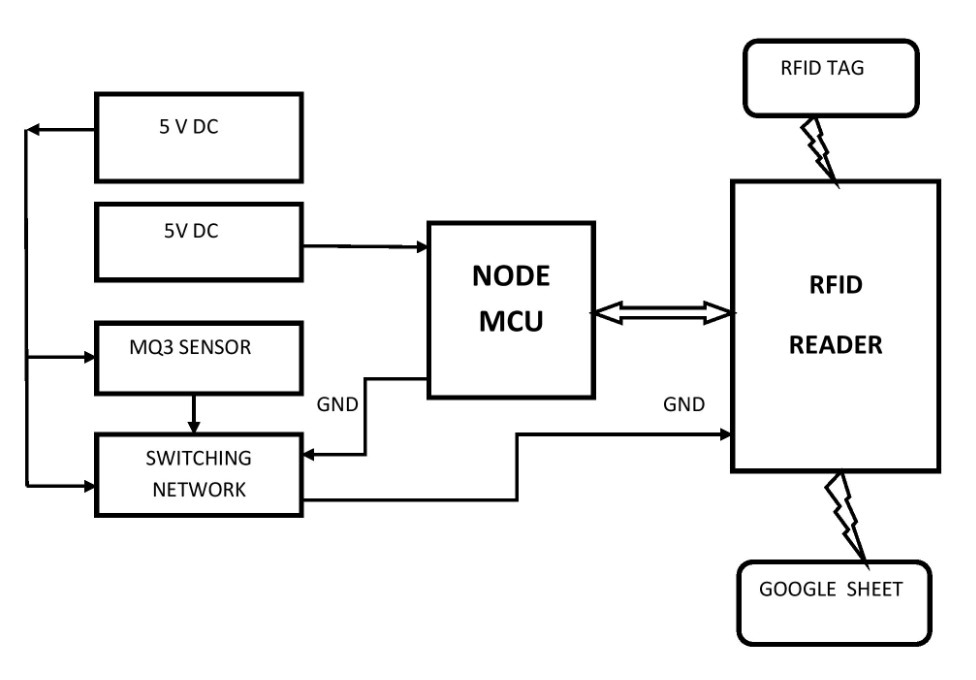 RFID TAG
5 V DC
5V DC
NODE
MCU
RFID
READER
MQ3 SENSOR
GND
GND
SWITCHING
NETWORK
GOOGLE SHEET